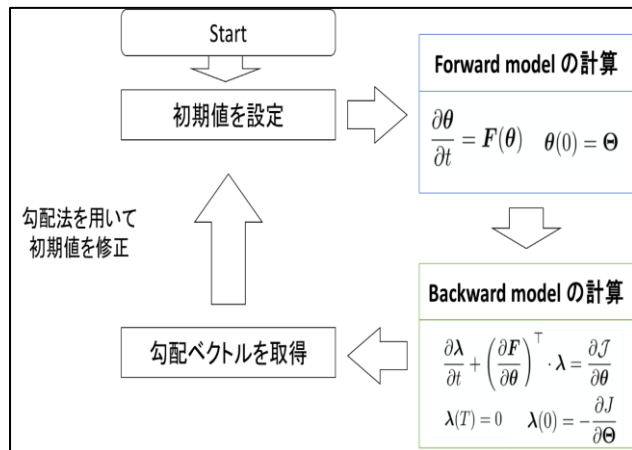 Start
初期値を設定
Forward model の計算
∂θ/∂t = F(θ) θ(0) = Θ
Backward model の計算
∂λ/∂t + (∂F/∂θ)^⊤ · λ = ∂𝒥/∂θ
λ(T) = 0 λ(0) = −∂J/∂Θ
勾配ベクトルを取得
勾配法を用いて
初期値を修正